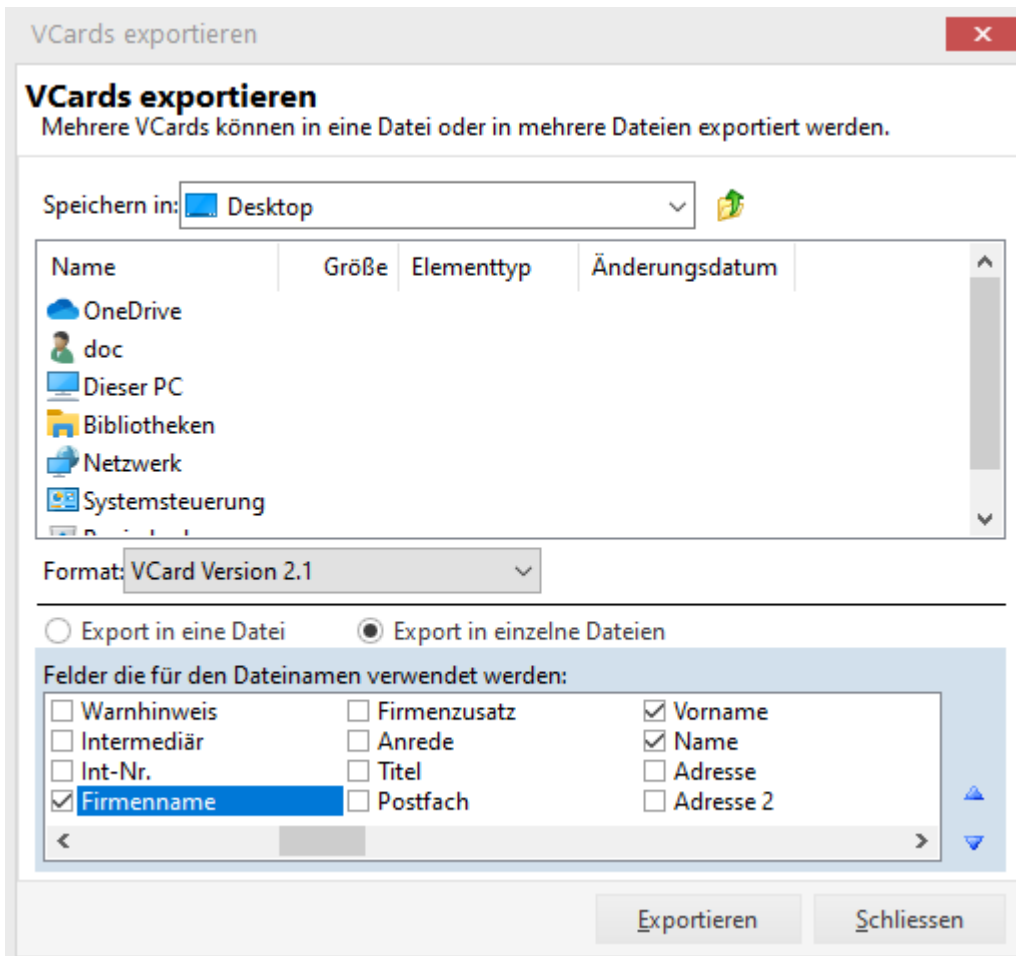 VCards exportieren
VCards exportieren
Mehrere VCards können in eine Datei oder in mehrere Dateien exportiert werden.
Speichern in: Desktop
Name Größe Elementtyp Änderungsdatum
OneDrive
doc
Dieser PC
Bibliotheken
Netzwerk
Systemsteuerung
Format: VCard Version 2.1
Export in eine Datei Export in einzelne Dateien
Felder die für den Dateinamen verwendet werden:
Warnhinweis Firmenzusatz Vorname
Intermediär Anrede Name
Int-Nr. Titel Adresse
Firmenname Postfach Adresse 2
Exportieren Schliessen